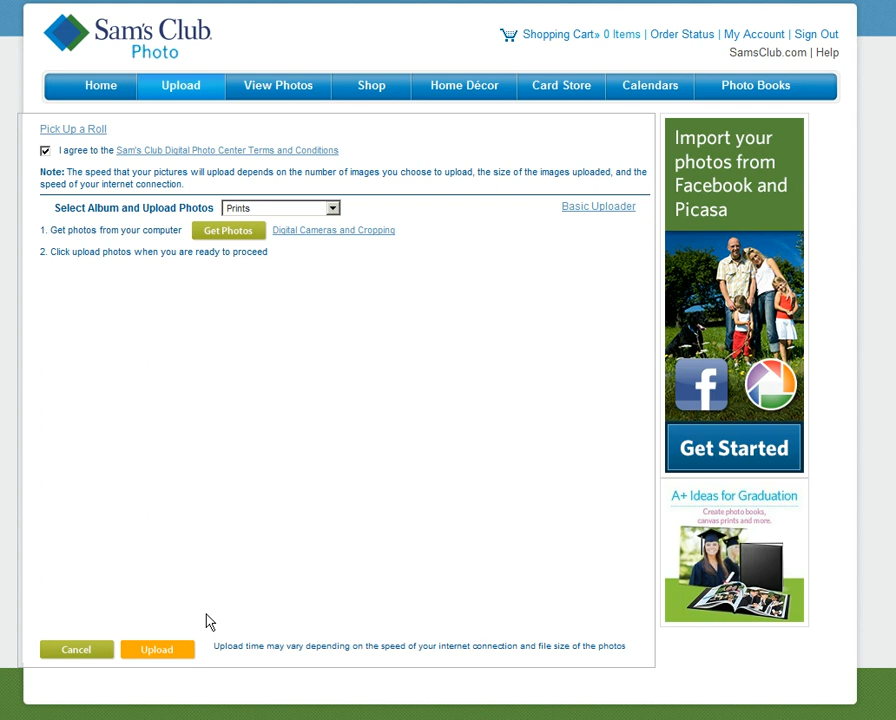 Sam's Club.
Photo
Shopping Cart» 0 Items | Order Status | My Account | Sign Out
SamsClub.com | Help
Home Upload View Photos Shop Home Décor Card Store Calendars Photo Books
Pick Up a Roll
I agree to the Sam's Club Digital Photo Center Terms and Conditions
Note: The speed that your pictures will upload depends on the number of images you choose to upload, the size of the images uploaded, and the
speed of your internet connection.
Select Album and Upload Photos Prints Basic Uploader
1. Get photos from your computer Get Photos Digital Cameras and Cropping
2. Click upload photos when you are ready to proceed
Cancel Upload Upload time may vary depending on the speed of your internet connection and file size of the photos
Import your
photos from
Facebook and
Picasa
f
Get Started
A+ Ideas for Graduation
Create photo books,
canvas prints and more.